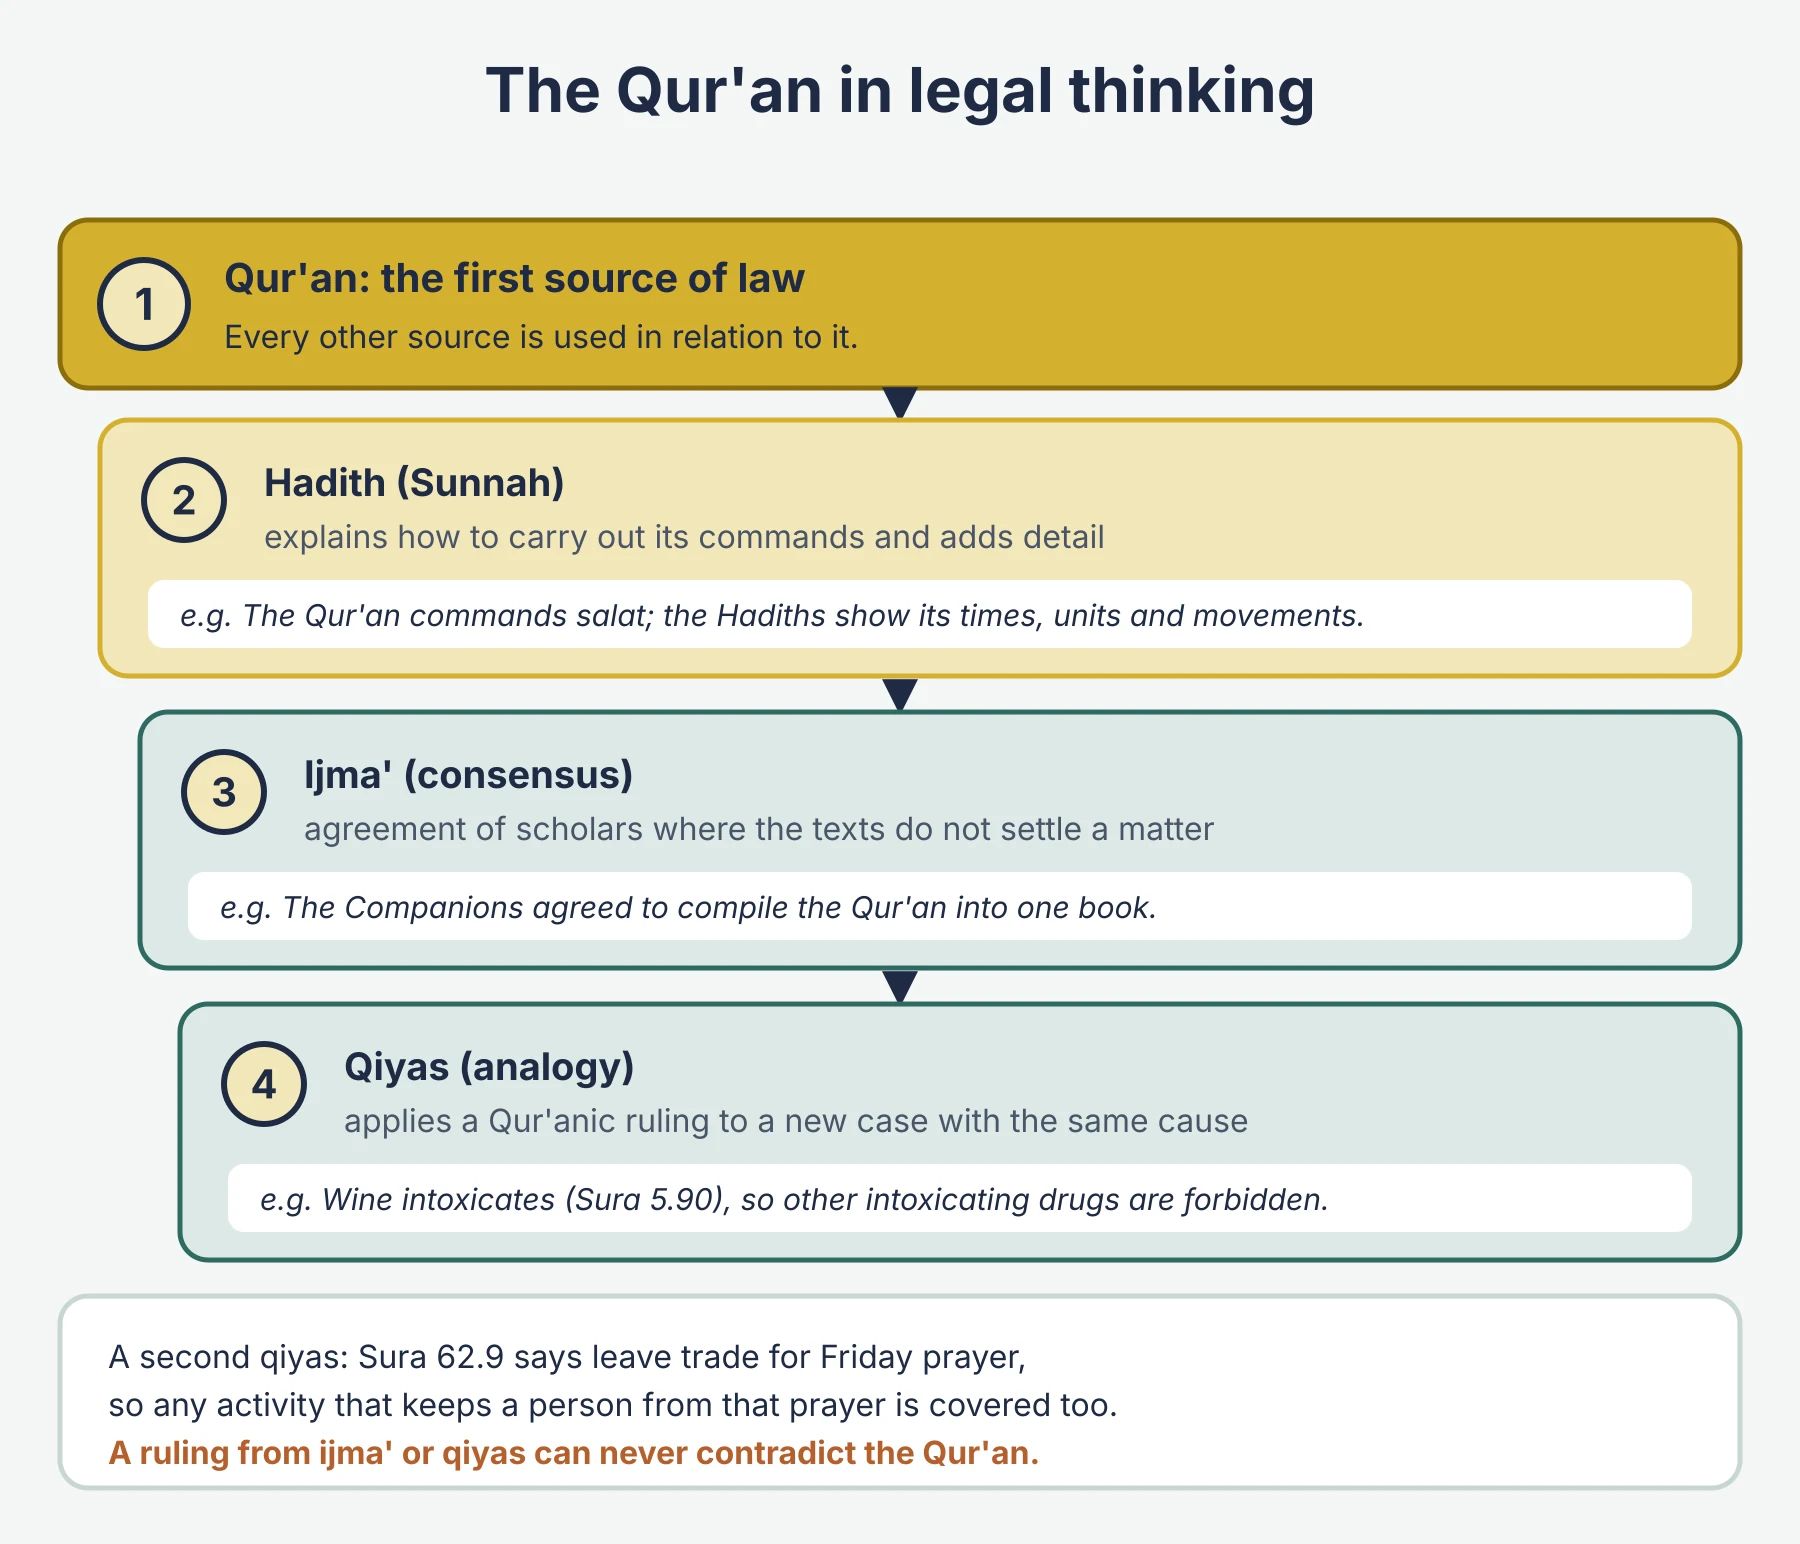 The Qur'an in legal thinking
1
Qur'an: the first source of law
Every other source is used in relation to it.
2
Hadith (Sunnah)
explains how to carry out its commands and adds detail
e.g. The Qur'an commands salat; the Hadiths show its times, units and movements.
3
Ijma' (consensus)
agreement of scholars where the texts do not settle a matter
e.g. The Companions agreed to compile the Qur'an into one book.
4
Qiyas (analogy)
applies a Qur'anic ruling to a new case with the same cause
e.g. Wine intoxicates (Sura 5.90), so other intoxicating drugs are forbidden.
A second qiyas: Sura 62.9 says leave trade for Friday prayer,
so any activity that keeps a person from that prayer is covered too.
A ruling from ijma' or qiyas can never contradict the Qur'an.